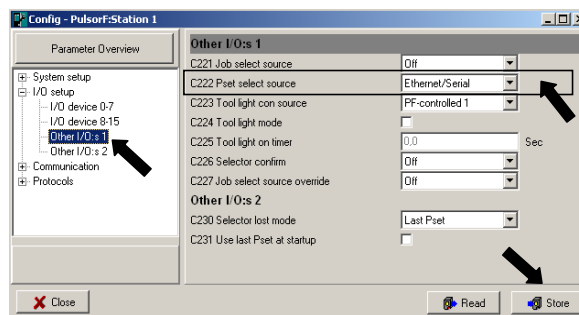 Config - PulsorF:Station 1
Parameter Overview
System setup
I/O setup
I/O device 0-7
I/O device 8-15
Other I/O:s 1
Other I/O:s 2
Communication
Protocols
Other I/O:s 1
C221 Job select source Off
C222 Pset select source Ethernet/Serial
C223 Tool light con source PF-controlled 1
C224 Tool light mode
C225 Tool light on timer 0,0 Sec
C226 Selector confirm Off
C227 Job select source override Off
Other I/O:s 2
C230 Selector lost mode Last Pset
C231 Use last Pset at startup
Close Read Store